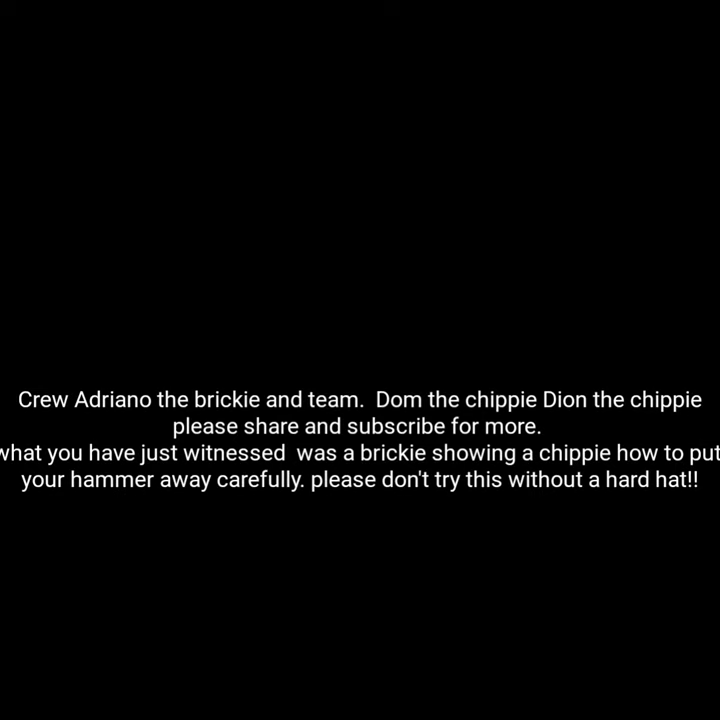 Crew Adriano the brickie and team.  Dom the chippie Dion the chippie
please share and subscribe for more.
what you have just witnessed  was a brickie showing a chippie how to put
your hammer away carefully. please don't try this without a hard hat!!